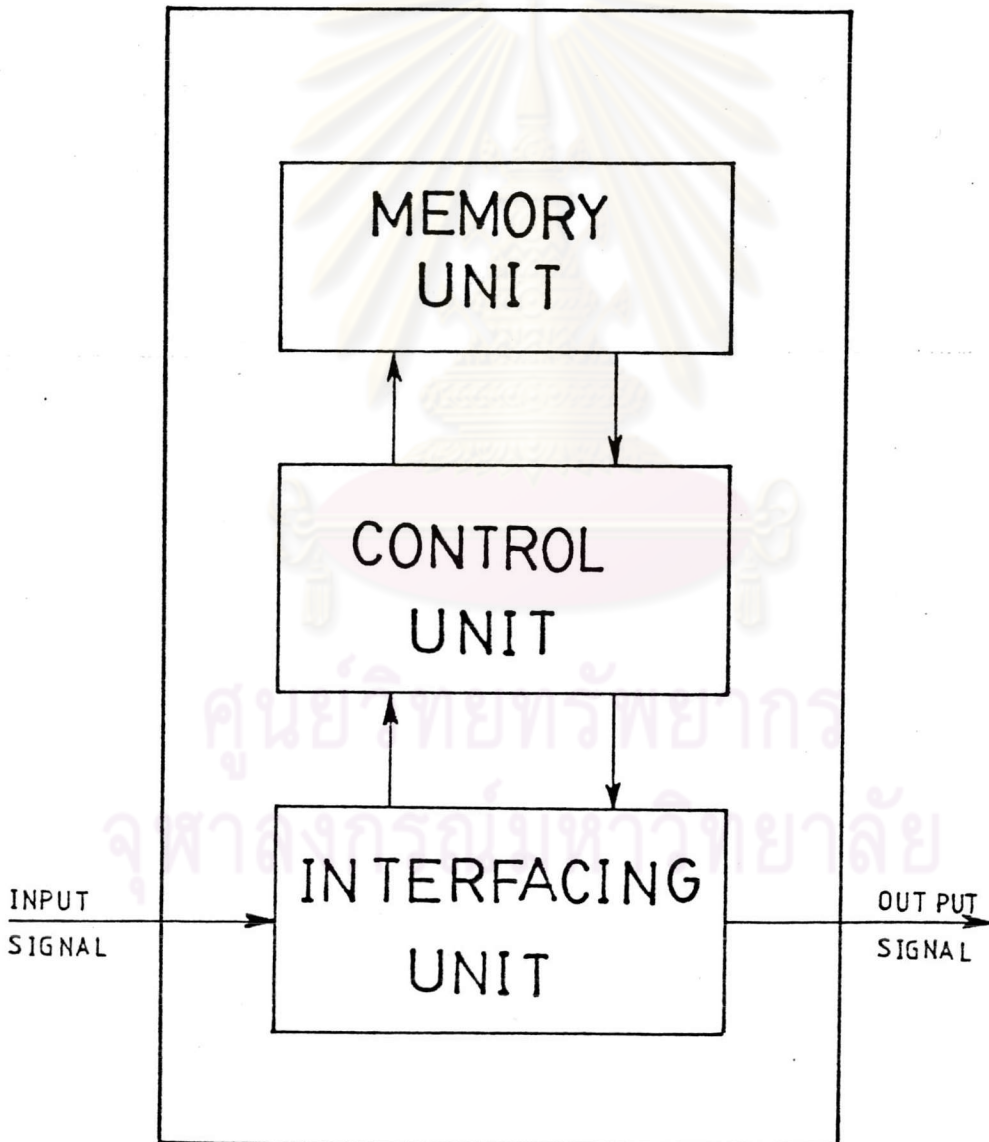 MEMORY
UNIT
CONTROL
UNIT
ศูนย์วิทยทรัพยากร
จุฬาลงกรณ์มหาวิทยาลัย
INTERFACING
UNIT
INPUT
SIGNAL
OUTPUT
SIGNAL